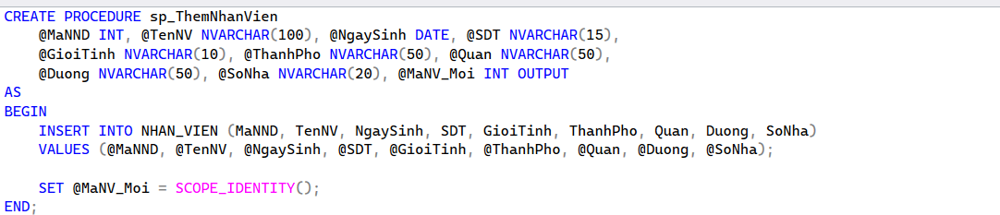 CREATE PROCEDURE sp_ThemNhanVien
    @MaNND INT, @TenNV NVARCHAR(100), @NgaySinh DATE, @SDT NVARCHAR(15),
    @GioiTinh NVARCHAR(10), @ThanhPho NVARCHAR(50), @Quan NVARCHAR(50),
    @Duong NVARCHAR(50), @SoNha NVARCHAR(20), @MaNV_Moi INT OUTPUT
AS
BEGIN
    INSERT INTO NHAN_VIEN (MaNND, TenNV, NgaySinh, SDT, GioiTinh, ThanhPho, Quan, Duong, SoNha)
    VALUES (@MaNND, @TenNV, @NgaySinh, @SDT, @GioiTinh, @ThanhPho, @Quan, @Duong, @SoNha);

    SET @MaNV_Moi = SCOPE_IDENTITY();
END;